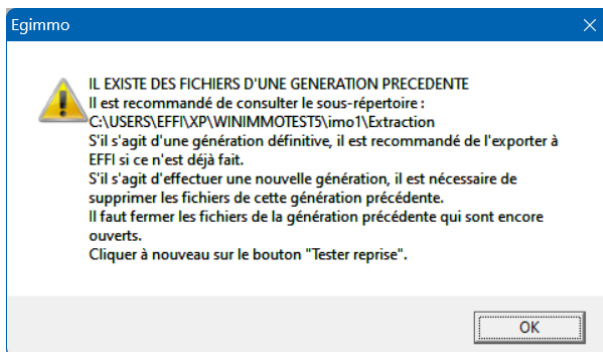 Egimmo
IL EXISTE DES FICHIERS D'UNE GENERATION PRECEDENTE
Il est recommandé de consulter le sous-répertoire :
C:\USERS\EFFI\XP\WINIMMOTEST5\imo1\Extraction
S'il s'agit d'une génération définitive, il est recommandé de l'exporter à
EFFI si ce n'est déjà fait.
S'il s'agit d'effectuer une nouvelle génération, il est nécessaire de
supprimer les fichiers de cette génération précédente.
Il faut fermer les fichiers de la génération précédente qui sont encore
ouverts.
Cliquer à nouveau sur le bouton "Tester reprise".
OK